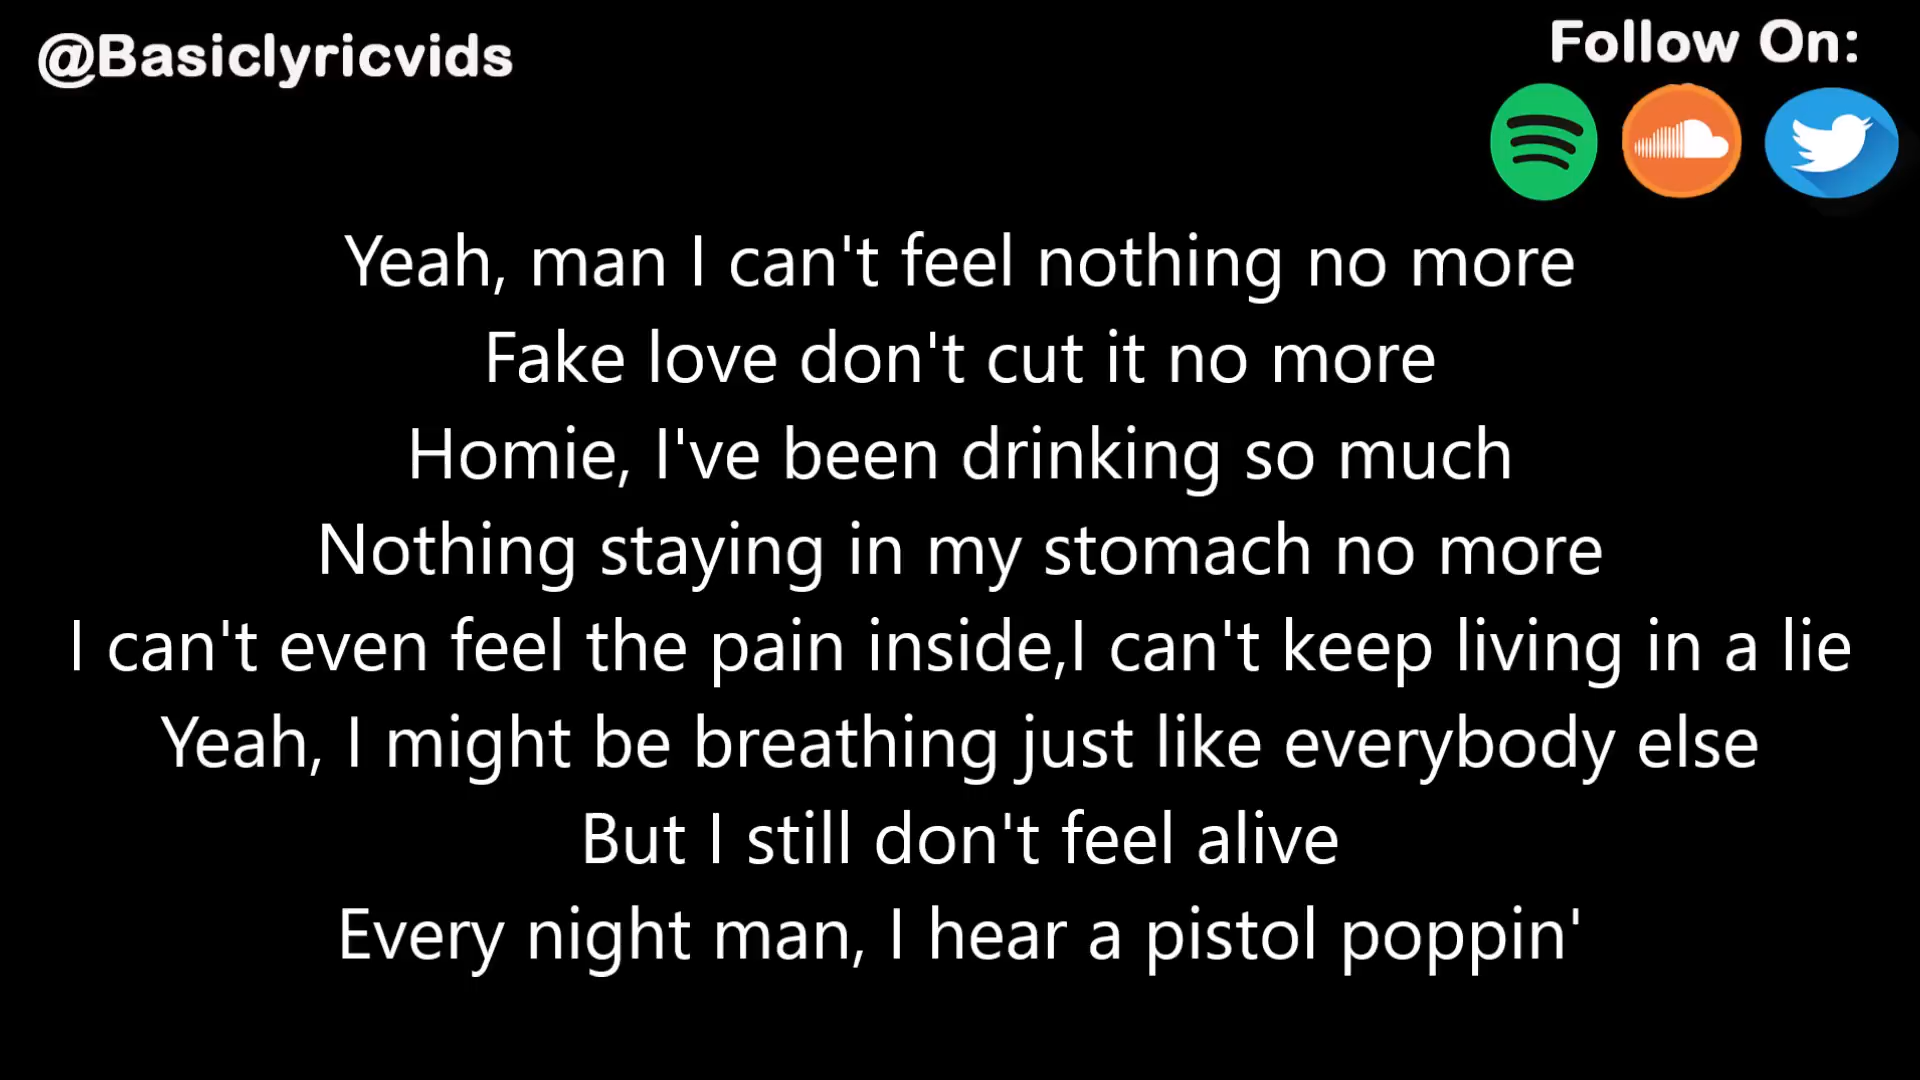 @Basiclyricvids
Follow On:
Yeah, man I can't feel nothing no more
Fake love don't cut it no more
Homie, I've been drinking so much
Nothing staying in my stomach no more
I can't even feel the pain inside,I can't keep living in a lie
Yeah, I might be breathing just like everybody else
But I still don't feel alive
Every night man, I hear a pistol poppin'